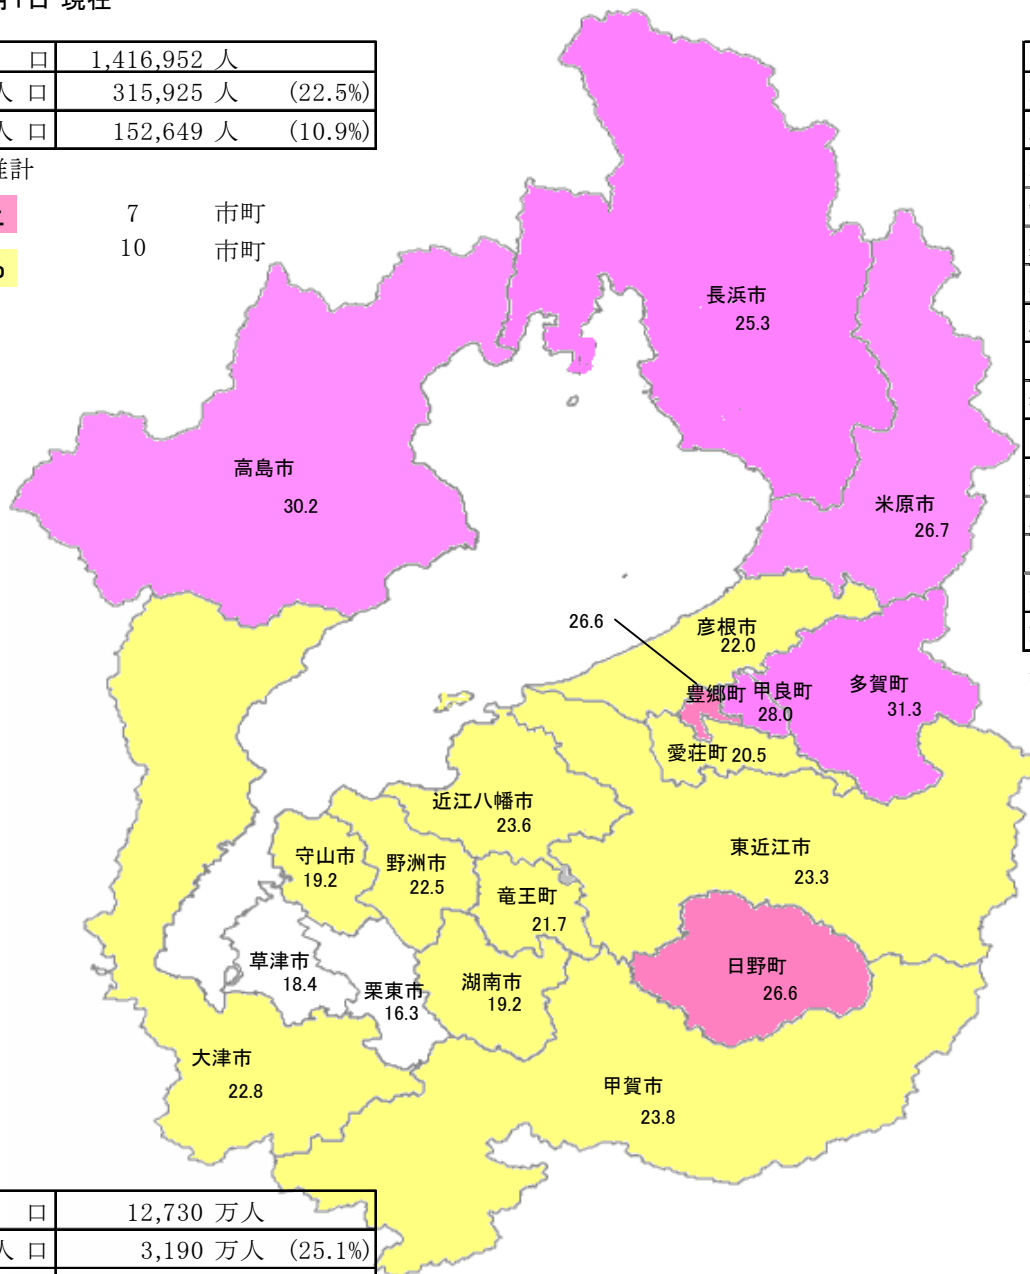 月1日 現在
口 1,416,952 人
人 口 315,925 人 (22.5%)
人 口 152,649 人 (10.9%)
推計
7 市町
10 市町
長浜市
25.3
高島市
30.2
米原市
26.7
26.6
彦根市
22.0
豊郷町
甲良町
28.0
多賀町
31.3
愛荘町 20.5
近江八幡市
23.6
東近江市
23.3
守山市
19.2
野洲市
22.5
竜王町
21.7
草津市
18.4
栗東市
16.3
湖南市
19.2
日野町
26.6
大津市
22.8
甲賀市
23.8
口 12,730 万人
人 口 3,190 万人 (25.1%)